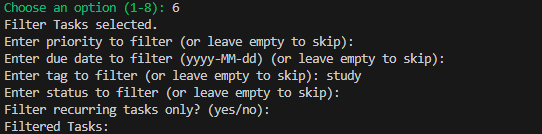 Choose an option (1-8): 6
Filter Tasks selected.
Enter priority to filter (or leave empty to skip):
Enter due date to filter (yyyy-MM-dd) (or leave empty to skip):
Enter tag to filter (or leave empty to skip): study
Enter status to filter (or leave empty to skip):
Filter recurring tasks only? (yes/no):
Filtered Tasks: